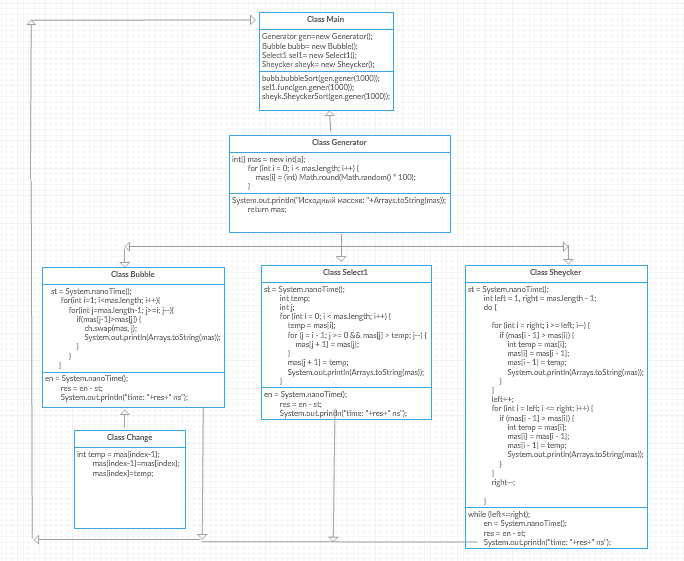 Class Main
Generator gen=new Generator();
Bubble bubb= new Bubble();
Select1 sel1= new Select1();
Sheycker sheyk= new Sheycker();
bubb.bubbleSort(gen.gener(1000));
sel1.func(gen.gener(1000));
sheyk.SheyckerSort(gen.gener(1000));
Class Generator
int[] mas = new int[a];
for (int i = 0; i < mas.length; i++) {
mas[i] = (int) Math.round(Math.random() * 100);
}
System.out.println("Исходный массив: "+Arrays.toString(mas));
return mas;
Class Bubble
st = System.nanoTime();
for(int i=1; i<mas.length; i++){
for(int j=mas.length-1; j>=i; j--){
if(mas[j-1]>mas[j]) {
ch.swap(mas, j);
System.out.println(Arrays.toString(mas));
}
}
}
en = System.nanoTime();
res = en - st;
System.out.println("time: "+res+" ns");
Class Change
int temp = mas[index-1];
mas[index-1]=mas[index];
mas[index]=temp;
Class Select1
st = System.nanoTime();
int temp;
int j;
for (int i = 0; i < mas.length; i++) {
temp = mas[i];
for (j = i - 1; j >= 0 && mas[j] > temp; j--) {
mas[j + 1] = mas[j];
}
mas[j + 1] = temp;
System.out.println(Arrays.toString(mas));
}
en = System.nanoTime();
res = en - st;
System.out.println("time: "+res+" ns");
Class Sheycker
st = System.nanoTime();
int left = 1, right = mas.length - 1;
do {
for (int i = right; i >= left; i--) {
if (mas[i - 1] > mas[i]) {
int temp = mas[i];
mas[i] = mas[i - 1];
mas[i - 1] = temp;
System.out.println(Arrays.toString(mas));
}
}
left++;
for (int i = left; i <= right; i++) {
if (mas[i - 1] > mas[i]) {
int temp = mas[i];
mas[i] = mas[i - 1];
mas[i - 1] = temp;
System.out.println(Arrays.toString(mas));
}
}
right--;
}
while (left<=right);
en = System.nanoTime();
res = en - st;
System.out.println("time: "+res+" ns");